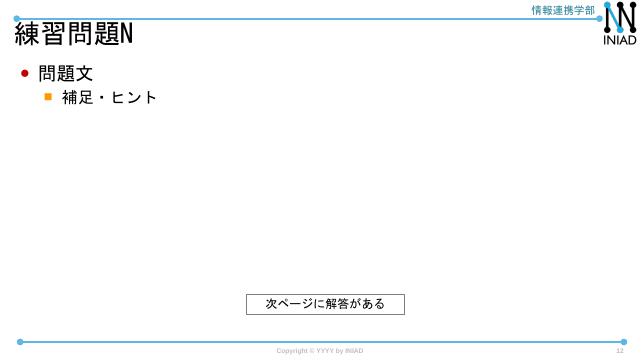 情報連携学部
INIAD
練習問題N
問題文
補足・ヒント
次ページに解答がある
Copyright © YYYY by INIAD
12